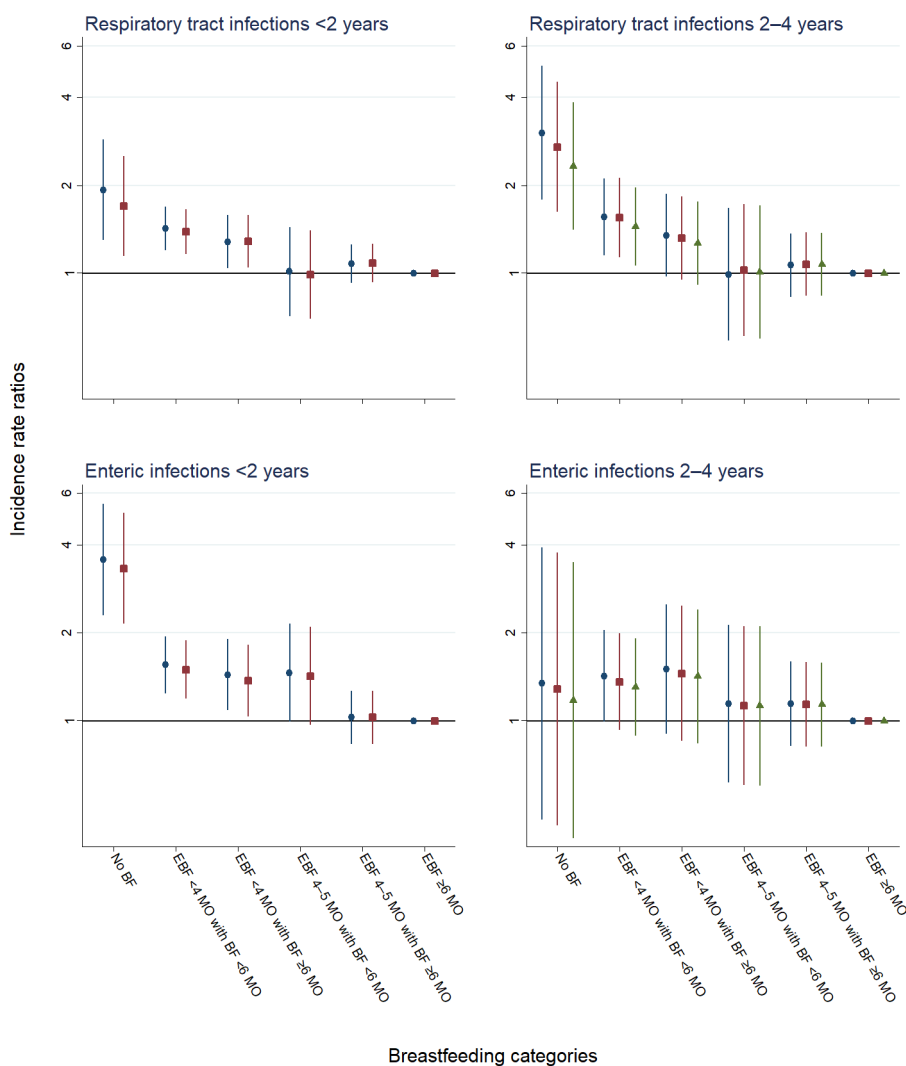 Respiratory tract infections <2 years
Respiratory tract infections 2–4 years
6
4
2
1
6
4
2
1
Incidence rate ratios
Enteric infections <2 years
Enteric infections 2–4 years
6
4
2
1
6
4
2
1
No BF
EBF <4 MO with BF <6 MO
EBF <4 MO with BF ≥6 MO
EBF 4–5 MO with BF <6 MO
EBF 4–5 MO with BF ≥6 MO
EBF ≥6 MO
No BF
EBF <4 MO with BF <6 MO
EBF <4 MO with BF ≥6 MO
EBF 4–5 MO with BF <6 MO
EBF 4–5 MO with BF ≥6 MO
EBF ≥6 MO
Breastfeeding categories